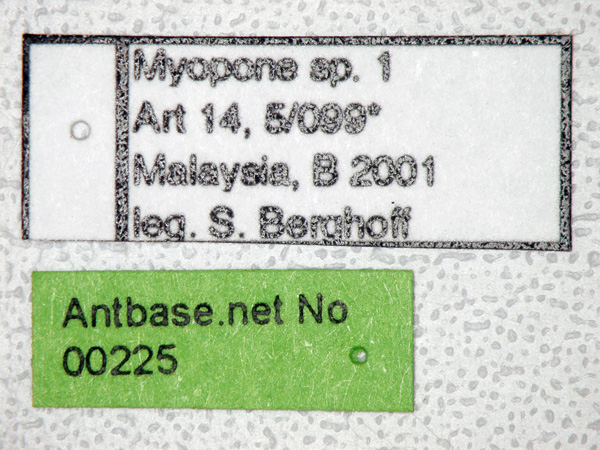 Myopone sp. 1
Art 14, 5/099*
Malaysia, B 2001
leg. S. Berghoff
Antbase.net No
00225